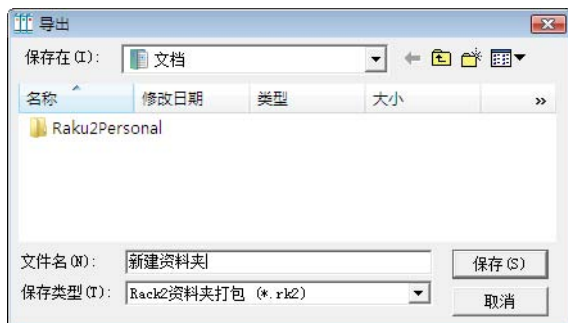 导出
保存在(I): 文档
名称 修改日期 类型 大小 »
Raku2Personal
文件名(N): 新建资料夹 保存(S)
保存类型(T): Rack2资料夹打包 (*.rk2) 取消